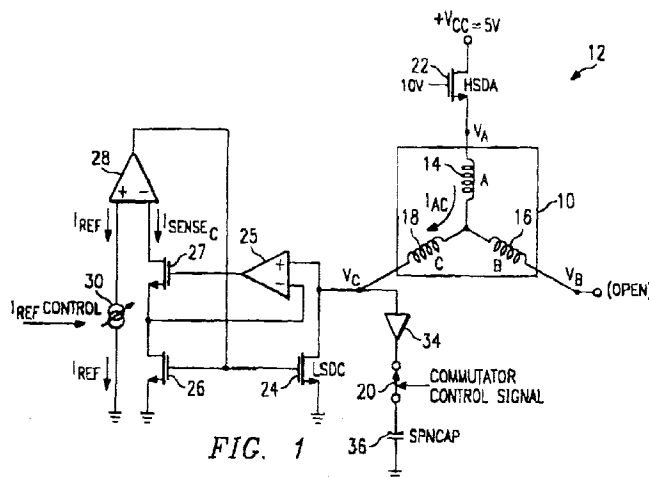 +VCC = 5V
22
10V
HSDA
12
VA
14
A
IAC
10
18
16
C
B
VC
VB
(OPEN)
28
+ -
IREF
ISENSEC
27
25
+
-
30
IREF CONTROL
IREF
26
24
LSDC
34
20
COMMUTATOR
CONTROL SIGNAL
36
SPNCAP
FIG. 1